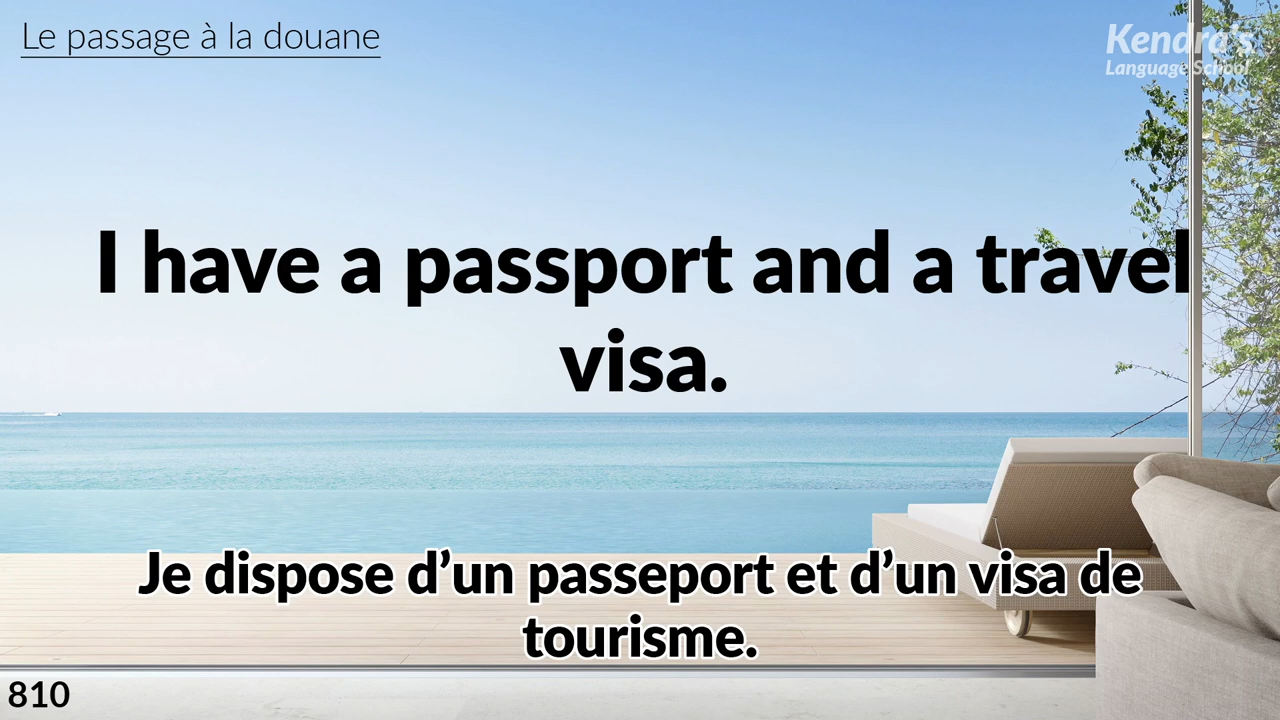 Le passage à la douane
Kendra's
Language School
I have a passport and a travel
visa.
Je dispose d’un passeport et d’un visa de
tourisme.
810